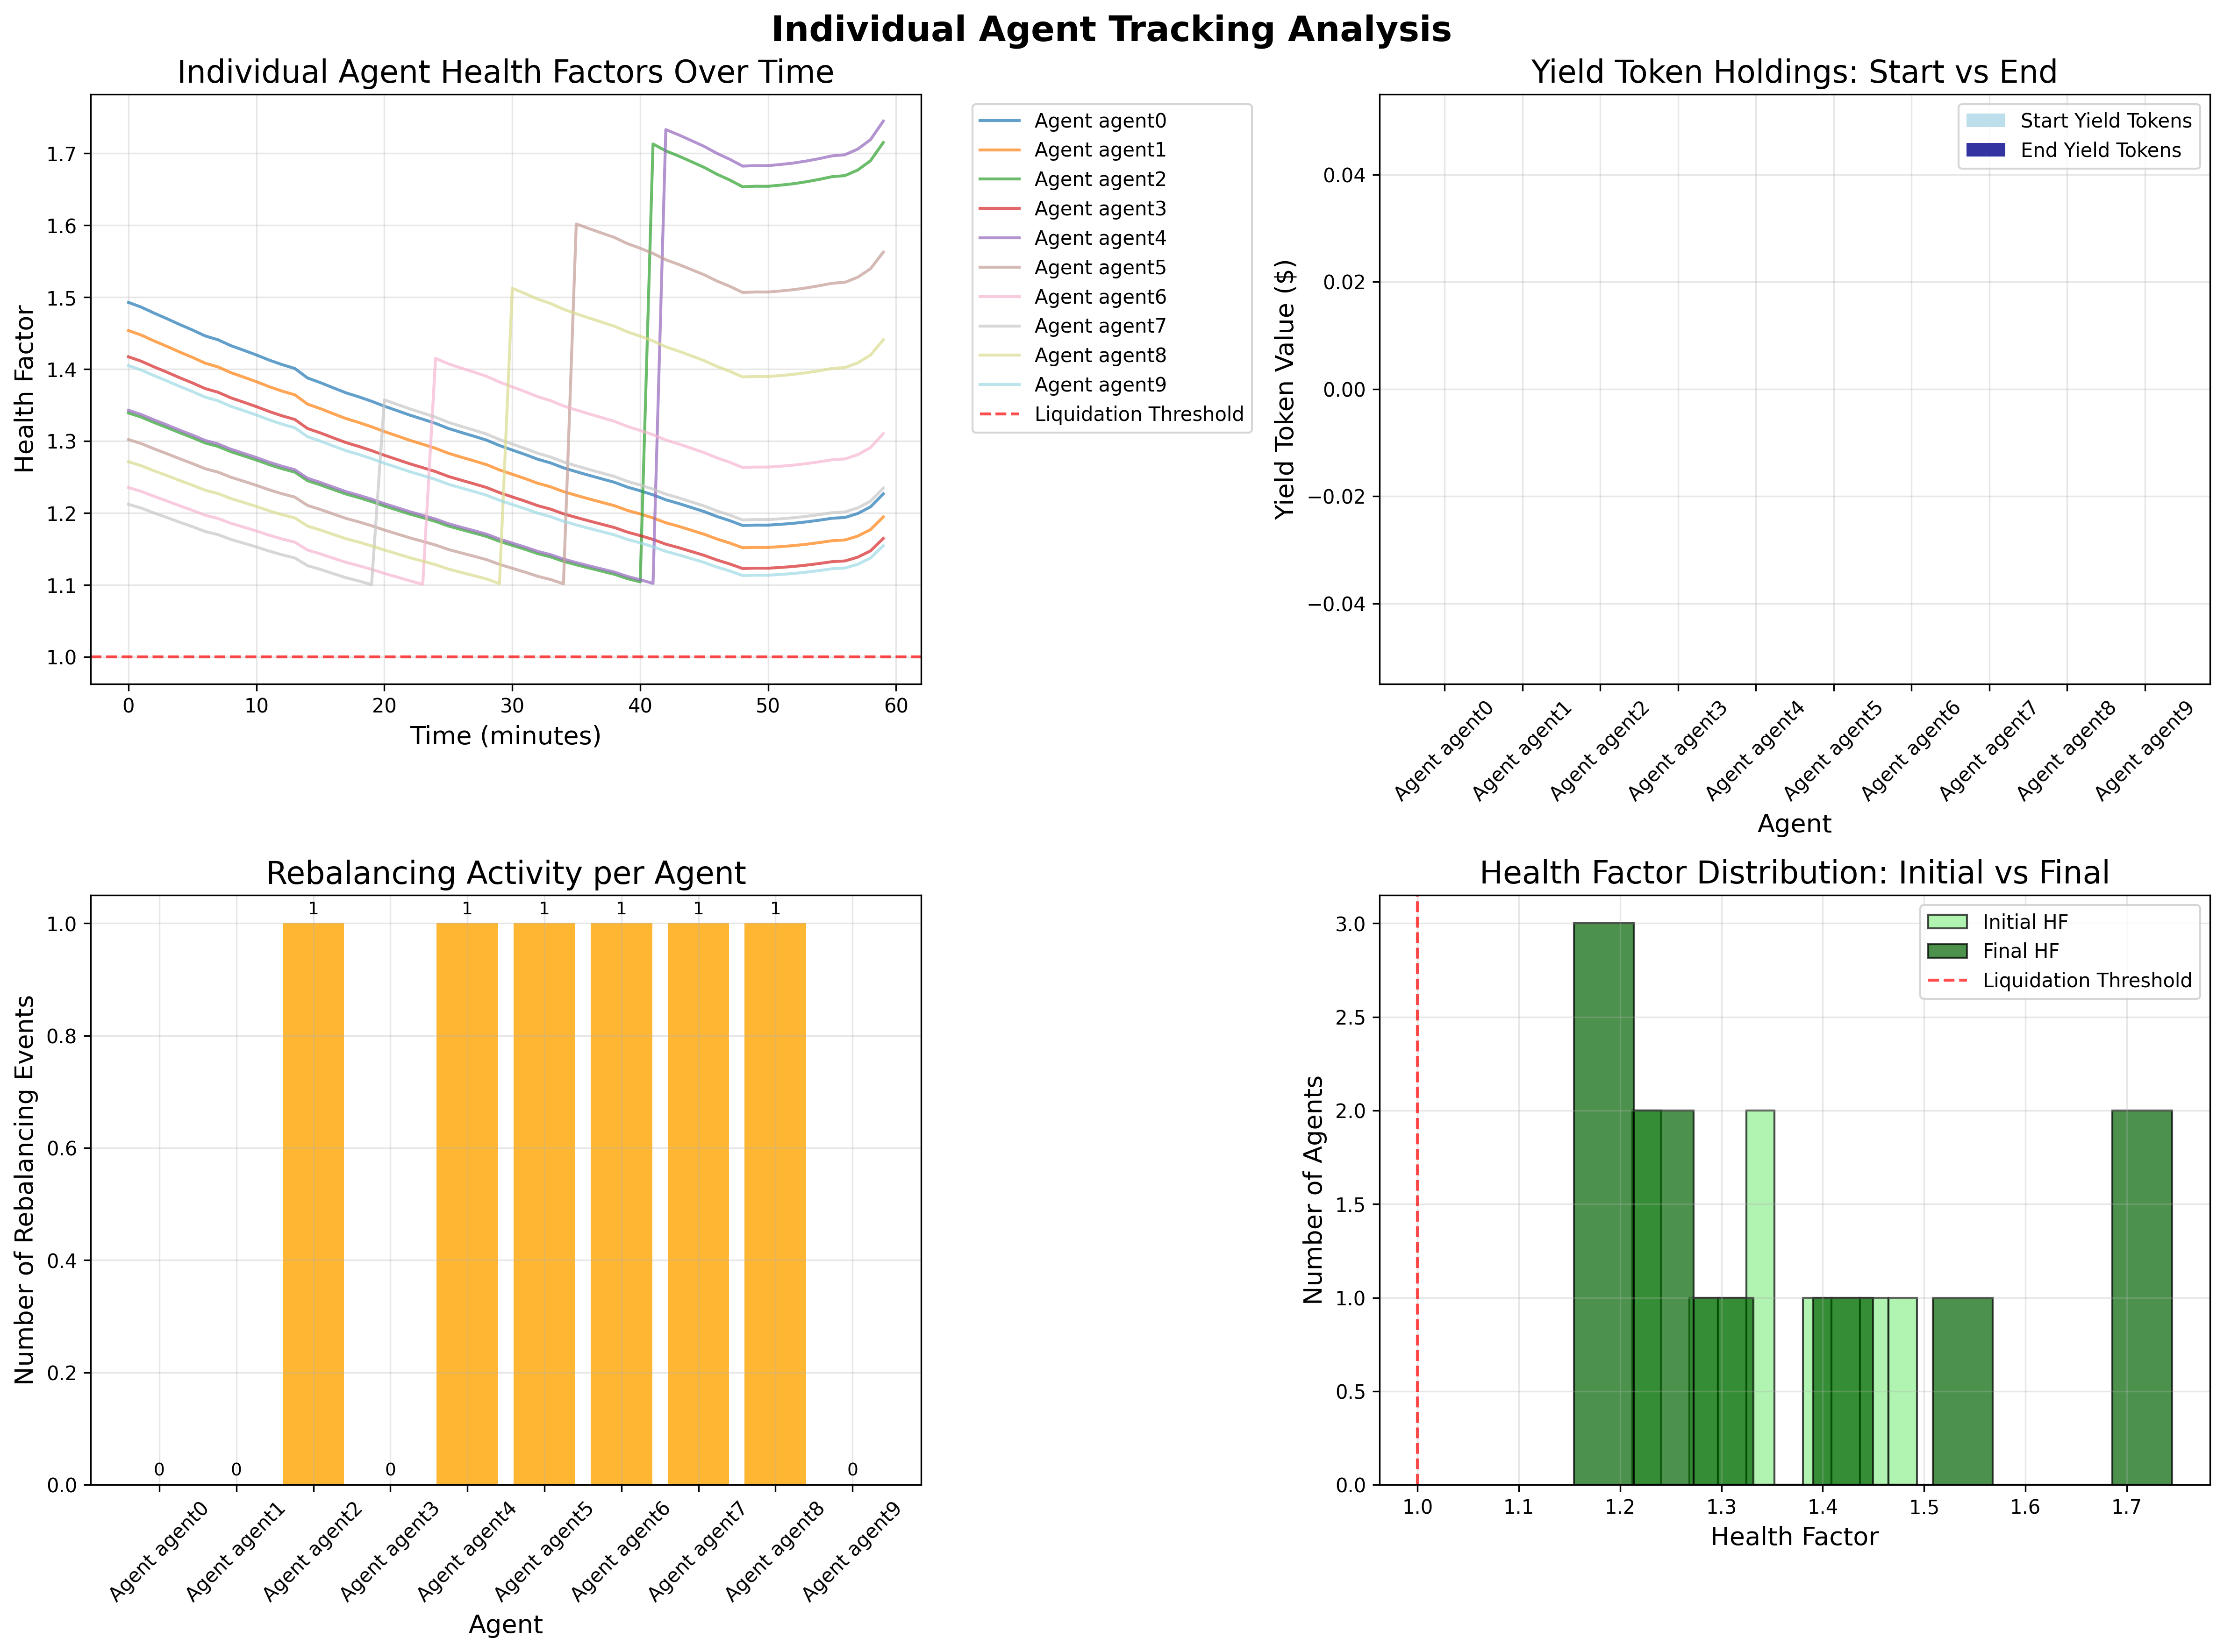 Individual Agent Tracking Analysis
Individual Agent Health Factors Over Time
Health Factor
1.7
1.6
1.5
1.4
1.3
1.2
1.1
1.0
0
10
20
30
40
50
60
Time (minutes)
Agent agent0
Agent agent1
Agent agent2
Agent agent3
Agent agent4
Agent agent5
Agent agent6
Agent agent7
Agent agent8
Agent agent9
Liquidation Threshold
Yield Token Holdings: Start vs End
Start Yield Tokens
End Yield Tokens
Yield Token Value ($)
0.04
0.02
0.00
−0.02
−0.04
Agent agent0
Agent agent1
Agent agent2
Agent agent3
Agent agent4
Agent agent5
Agent agent6
Agent agent7
Agent agent8
Agent agent9
Agent
Rebalancing Activity per Agent
Number of Rebalancing Events
1.0
0.8
0.6
0.4
0.2
0.0
0
0
1
0
1
1
1
1
1
0
Agent agent0
Agent agent1
Agent agent2
Agent agent3
Agent agent4
Agent agent5
Agent agent6
Agent agent7
Agent agent8
Agent agent9
Agent
Health Factor Distribution: Initial vs Final
Initial HF
Final HF
Liquidation Threshold
Number of Agents
3.0
2.5
2.0
1.5
1.0
0.5
0.0
1.0
1.1
1.2
1.3
1.4
1.5
1.6
1.7
Health Factor